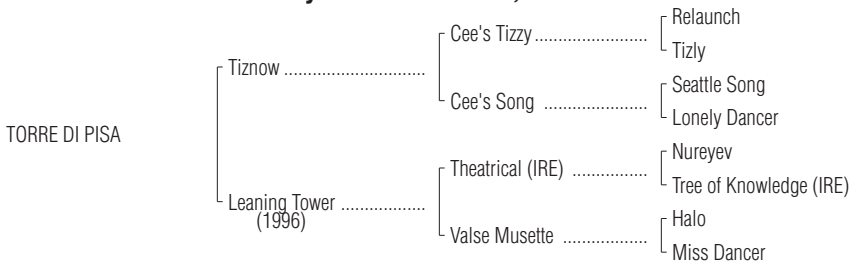 Relaunch
Cee's Tizzy
Tizly
Tiznow
Seattle Song
Cee's Song
Lonely Dancer
TORRE DI PISA
Nureyev
Theatrical (IRE)
Tree of Knowledge (IRE)
Leaning Tower
(1996)
Halo
Valse Musette
Miss Dancer